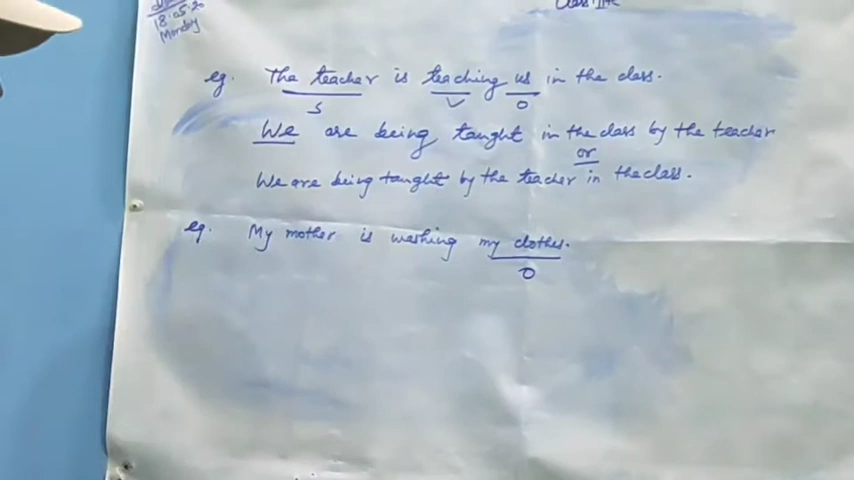 18.05.20
Monday
eg. The teacher is teaching us in the class.
S V O
We are being taught in the class by the teacher
or
We are being taught by the teacher in the class.
eg. My mother is washing my clothes.
O